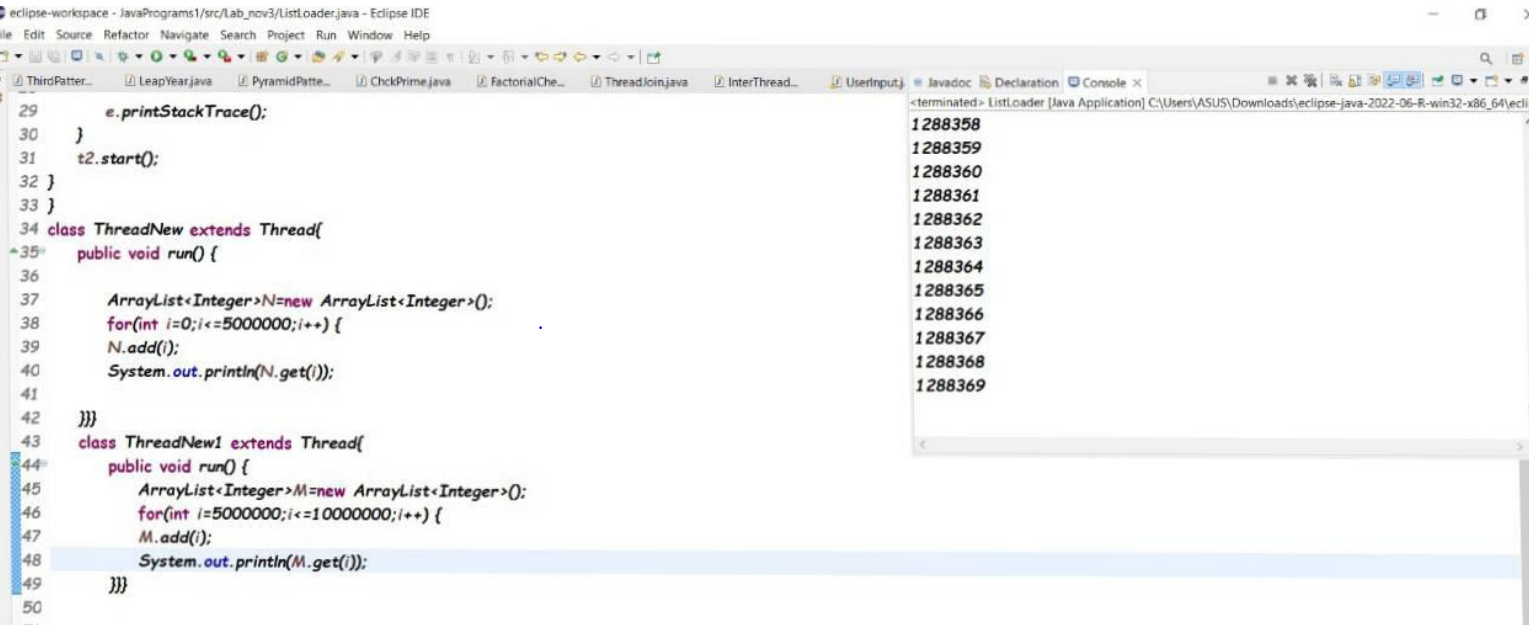 eclipse-workspace - JavaPrograms1/src/Lab_nov3/ListLoader.java - Eclipse IDE
ile Edit Source Refactor Navigate Search Project Run Window Help
ThirdPatter... LeapYear.java PyramidPatte... ChckPrime.java FactorialChe... ThreadJoin.java InterThread... UserInput.j Javadoc Declaration Console
<terminated> ListLoader [Java Application] C:\Users\ASUS\Downloads\eclipse-java-2022-06-R-win32-x86_64\ecli
29 e.printStackTrace();
30 }
31 t2.start();
32 }
33 }
34 class ThreadNew extends Thread{
35 public void run() {
36
37 ArrayList<Integer>N=new ArrayList<Integer>();
38 for(int i=0;i<=5000000;i++) {
39 N.add(i);
40 System.out.println(N.get(i));
41
42 }}}
43 class ThreadNew1 extends Thread{
44 public void run() {
45 ArrayList<Integer>M=new ArrayList<Integer>();
46 for(int i=5000000;i<=10000000;i++) {
47 M.add(i);
48 System.out.println(M.get(i));
49 }}}
50
1288358
1288359
1288360
1288361
1288362
1288363
1288364
1288365
1288366
1288367
1288368
1288369